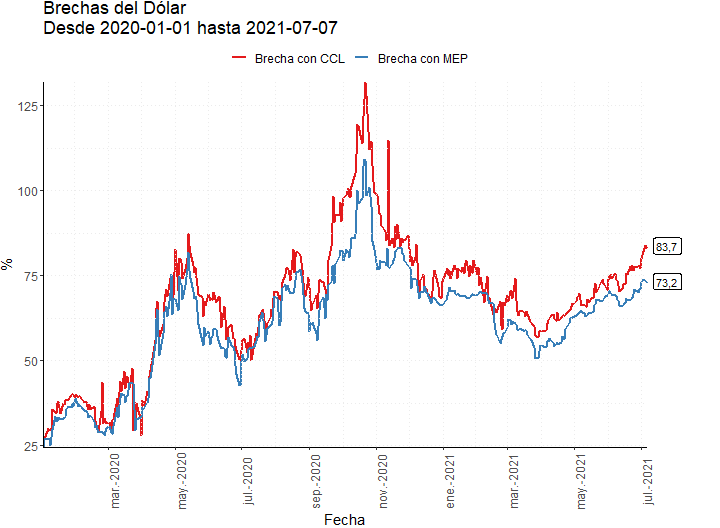 Brechas del Dólar
Desde 2020-01-01 hasta 2021-07-07
Brecha con CCL
Brecha con MEP
%
125
100
75
50
25
83,7
73,2
mar.-2020
may.-2020
jul.-2020
sep.-2020
nov.-2020
ene.-2021
mar.-2021
may.-2021
jul.-2021
Fecha